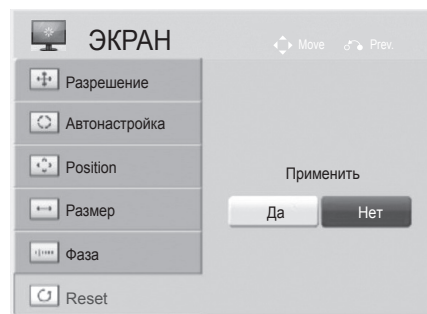 ЭКРАН
Move Prev.
Разрешение
Автонастройка
Position
Размер
Фаза
Reset
Применить
Да Нет